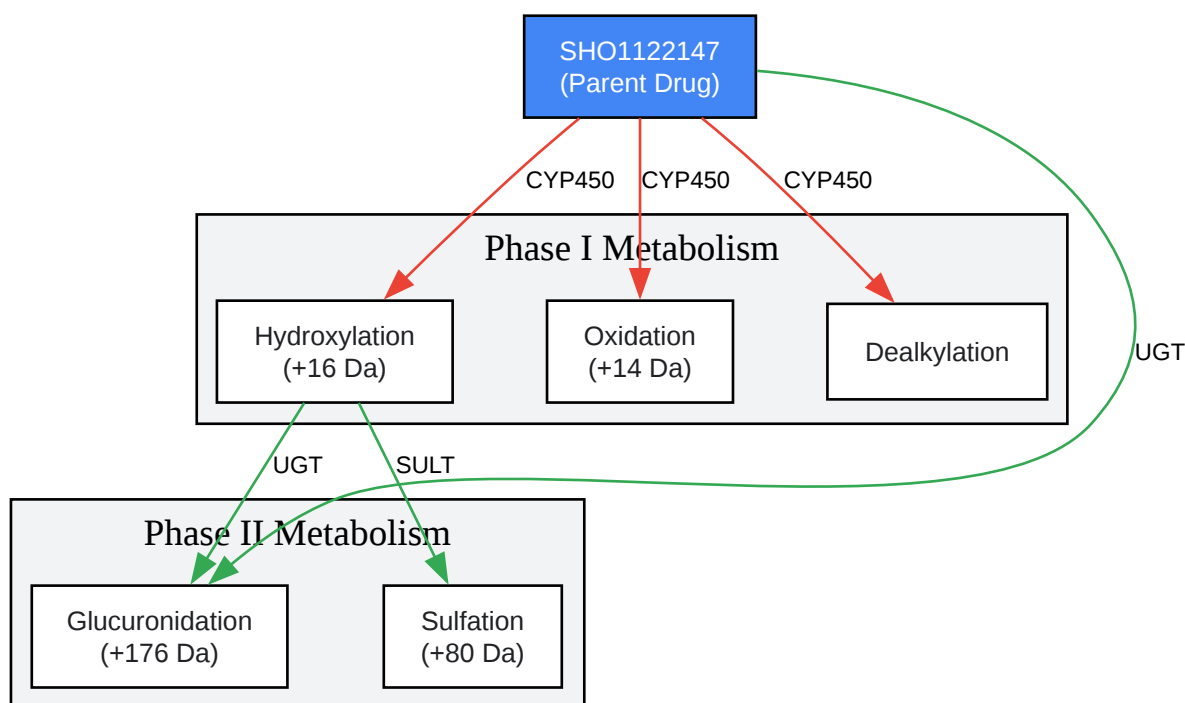 SHO1122147
(Parent Drug)
CYP450
CYP450
CYP450
Phase I Metabolism
Hydroxylation
(+16 Da)
Oxidation
(+14 Da)
Dealkylation
UGT
UGT
SULT
Phase II Metabolism
Glucuronidation
(+176 Da)
Sulfation
(+80 Da)